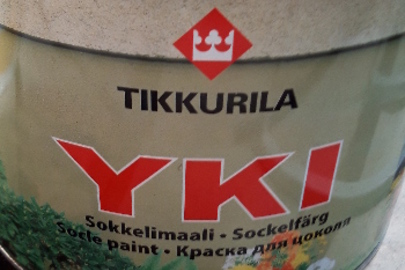 TIKKURILA
YKI
Sokkelimaali • Sockelfärg
Socle paint • Краска для цоколя